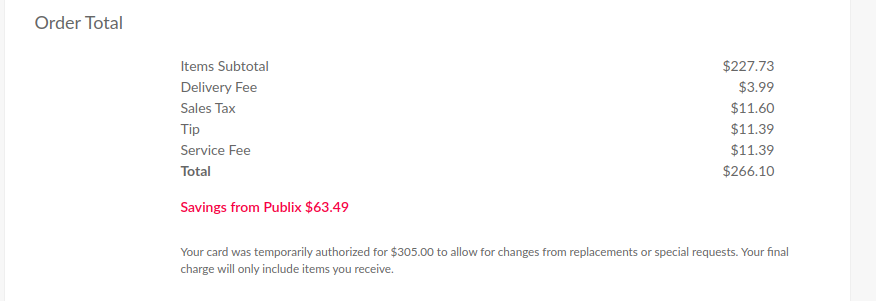 Order Total
Items Subtotal $227.73
Delivery Fee $3.99
Sales Tax $11.60
Tip $11.39
Service Fee $11.39
Total $266.10
Savings from Publix $63.49
Your card was temporarily authorized for $305.00 to allow for changes from replacements or special requests. Your final
charge will only include items you receive.